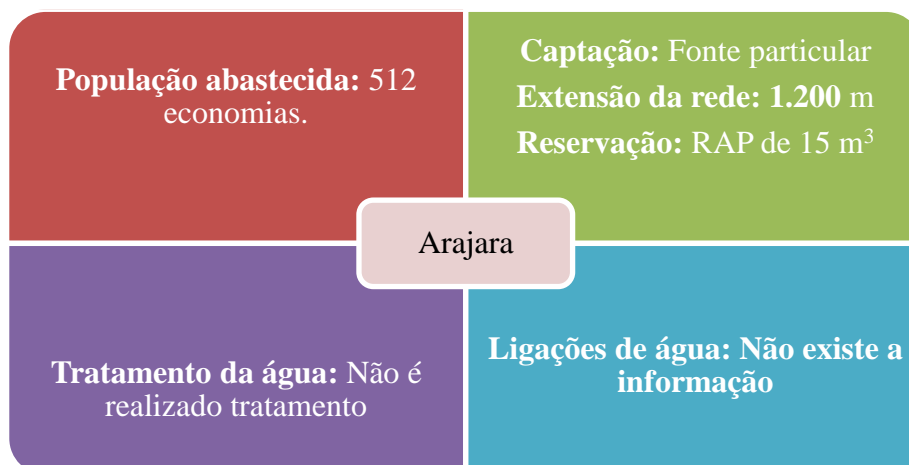 População abastecida: 512
economias.
Captação: Fonte particular
Extensão da rede: 1.200 m
Reservação: RAP de 15 m³
Arajara
Tratamento da água: Não é
realizado tratamento
Ligações de água: Não existe a
informação